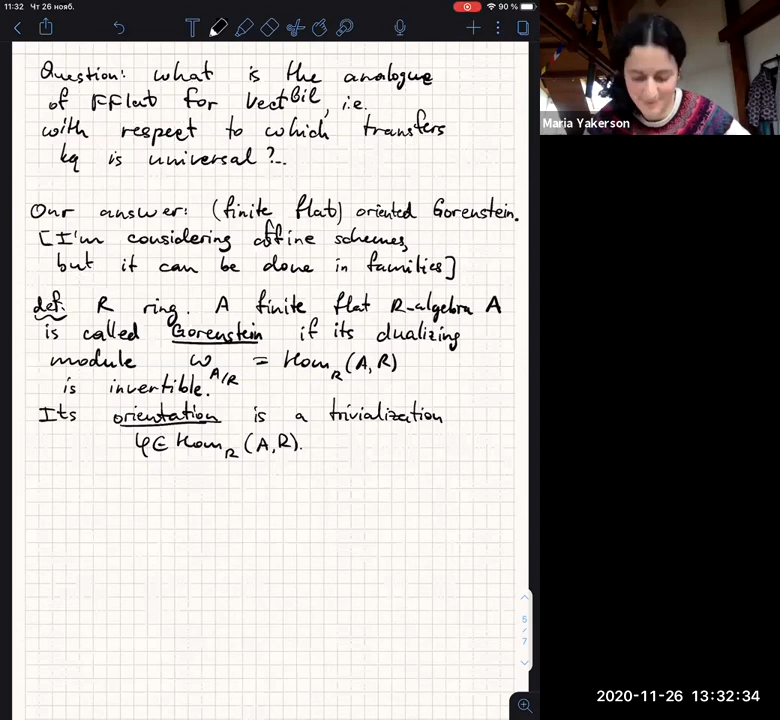 11:32 Чт 26 нояб.
90 %
Question: what is the analogue
of FFlat for Vect^Bil, i.e.
with respect to which transfers
kq is universal?..
Our answer: (finite flat) oriented Gorenstein.
[I'm considering affine schemes,
but it can be done in families]
def: R ring. A finite flat R-algebra A
is called Gorenstein if its dualizing
module ω_{A/R} = Hom_R (A, R)
is invertible.
Its orientation is a trivialization
φ ∈ Hom_R (A, R).
5
/
7
Maria Yakerson
2020-11-26 13:32:34